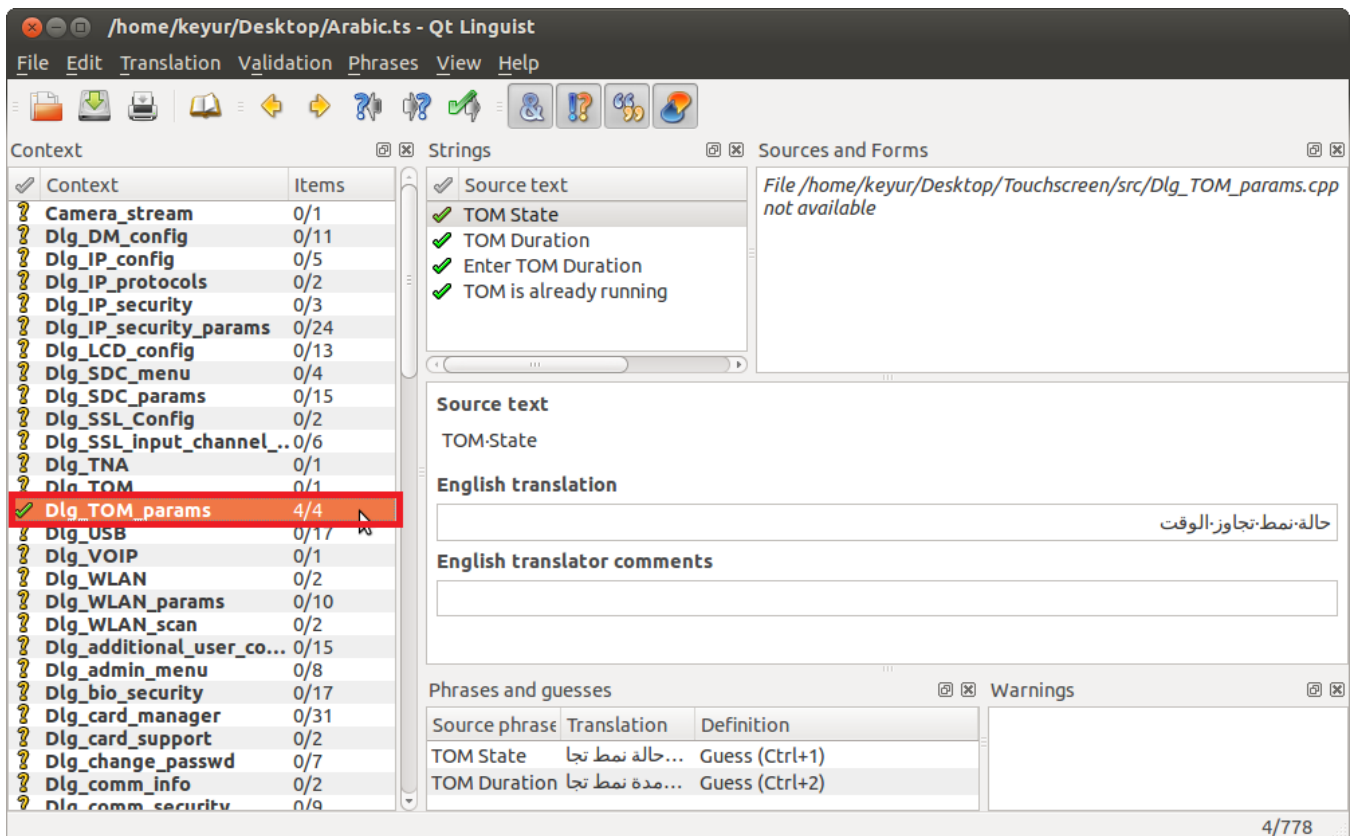 /home/keyur/Desktop/Arabic.ts - Qt Linguist
File Edit Translation Validation Phrases View Help
Context
Context Items
Camera_stream 0/1
Dlg_DM_config 0/11
Dlg_IP_config 0/5
Dlg_IP_protocols 0/2
Dlg_IP_security 0/3
Dlg_IP_security_params 0/24
Dlg_LCD_config 0/13
Dlg_SDC_menu 0/4
Dlg_SDC_params 0/15
Dlg_SSL_Config 0/2
Dlg_SSL_input_channel_.. 0/6
Dlg_TNA 0/1
Dlg_TOM 0/1
Dlg_TOM_params 4/4
Dlg_USB 0/17
Dlg_VOIP 0/1
Dlg_WLAN 0/2
Dlg_WLAN_params 0/10
Dlg_WLAN_scan 0/2
Dlg_additional_user_co... 0/15
Dlg_admin_menu 0/8
Dlg_bio_security 0/17
Dlg_card_manager 0/31
Dlg_card_support 0/2
Dlg_change_passwd 0/7
Dlg_comm_info 0/2
Dlg_comm_security 0/9
Strings
Source text
TOM State
TOM Duration
Enter TOM Duration
TOM is already running
Sources and Forms
File /home/keyur/Desktop/Touchscreen/src/Dlg_TOM_params.cpp
not available
Source text
TOM·State
English translation
حالة·نمط·تجاوز·الوقت
English translator comments
Phrases and guesses
Source phrase Translation Definition
TOM State حالة نمط تجا... Guess (Ctrl+1)
TOM Duration مدة نمط تجا... Guess (Ctrl+2)
Warnings
4/778